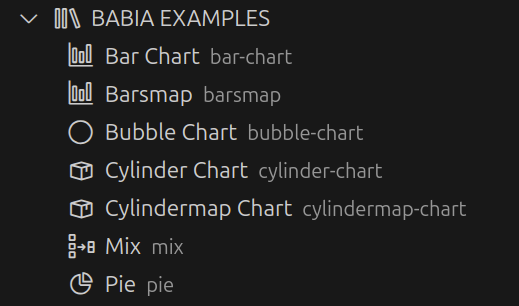 BABIA EXAMPLES
Bar Chart bar-chart
Barsmap barsmap
Bubble Chart bubble-chart
Cylinder Chart cylinder-chart
Cylindermap Chart cylindermap-chart
Mix mix
Pie pie